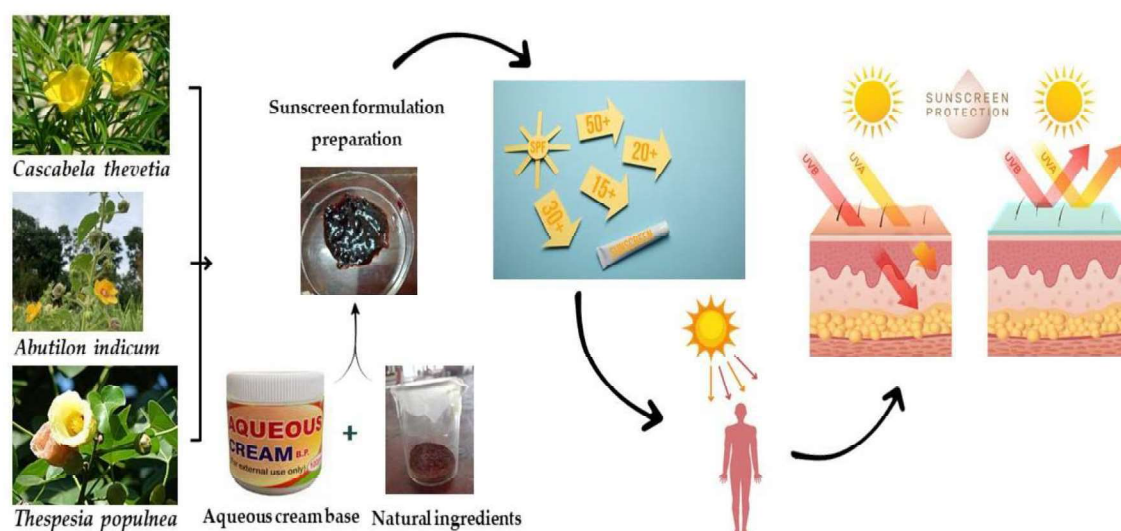 Cascabela thevetia
Abutilon indicum
Thespesia populnea
Sunscreen formulation
preparation
AQUEOUS
CREAM B.P.
(For external use only)
Aqueous cream base
+
Natural ingredients
SPF
50+
20+
15+
30+
SUNSCREEN
SUNSCREEN
PROTECTION
UVB
UVA
UVB
UVA